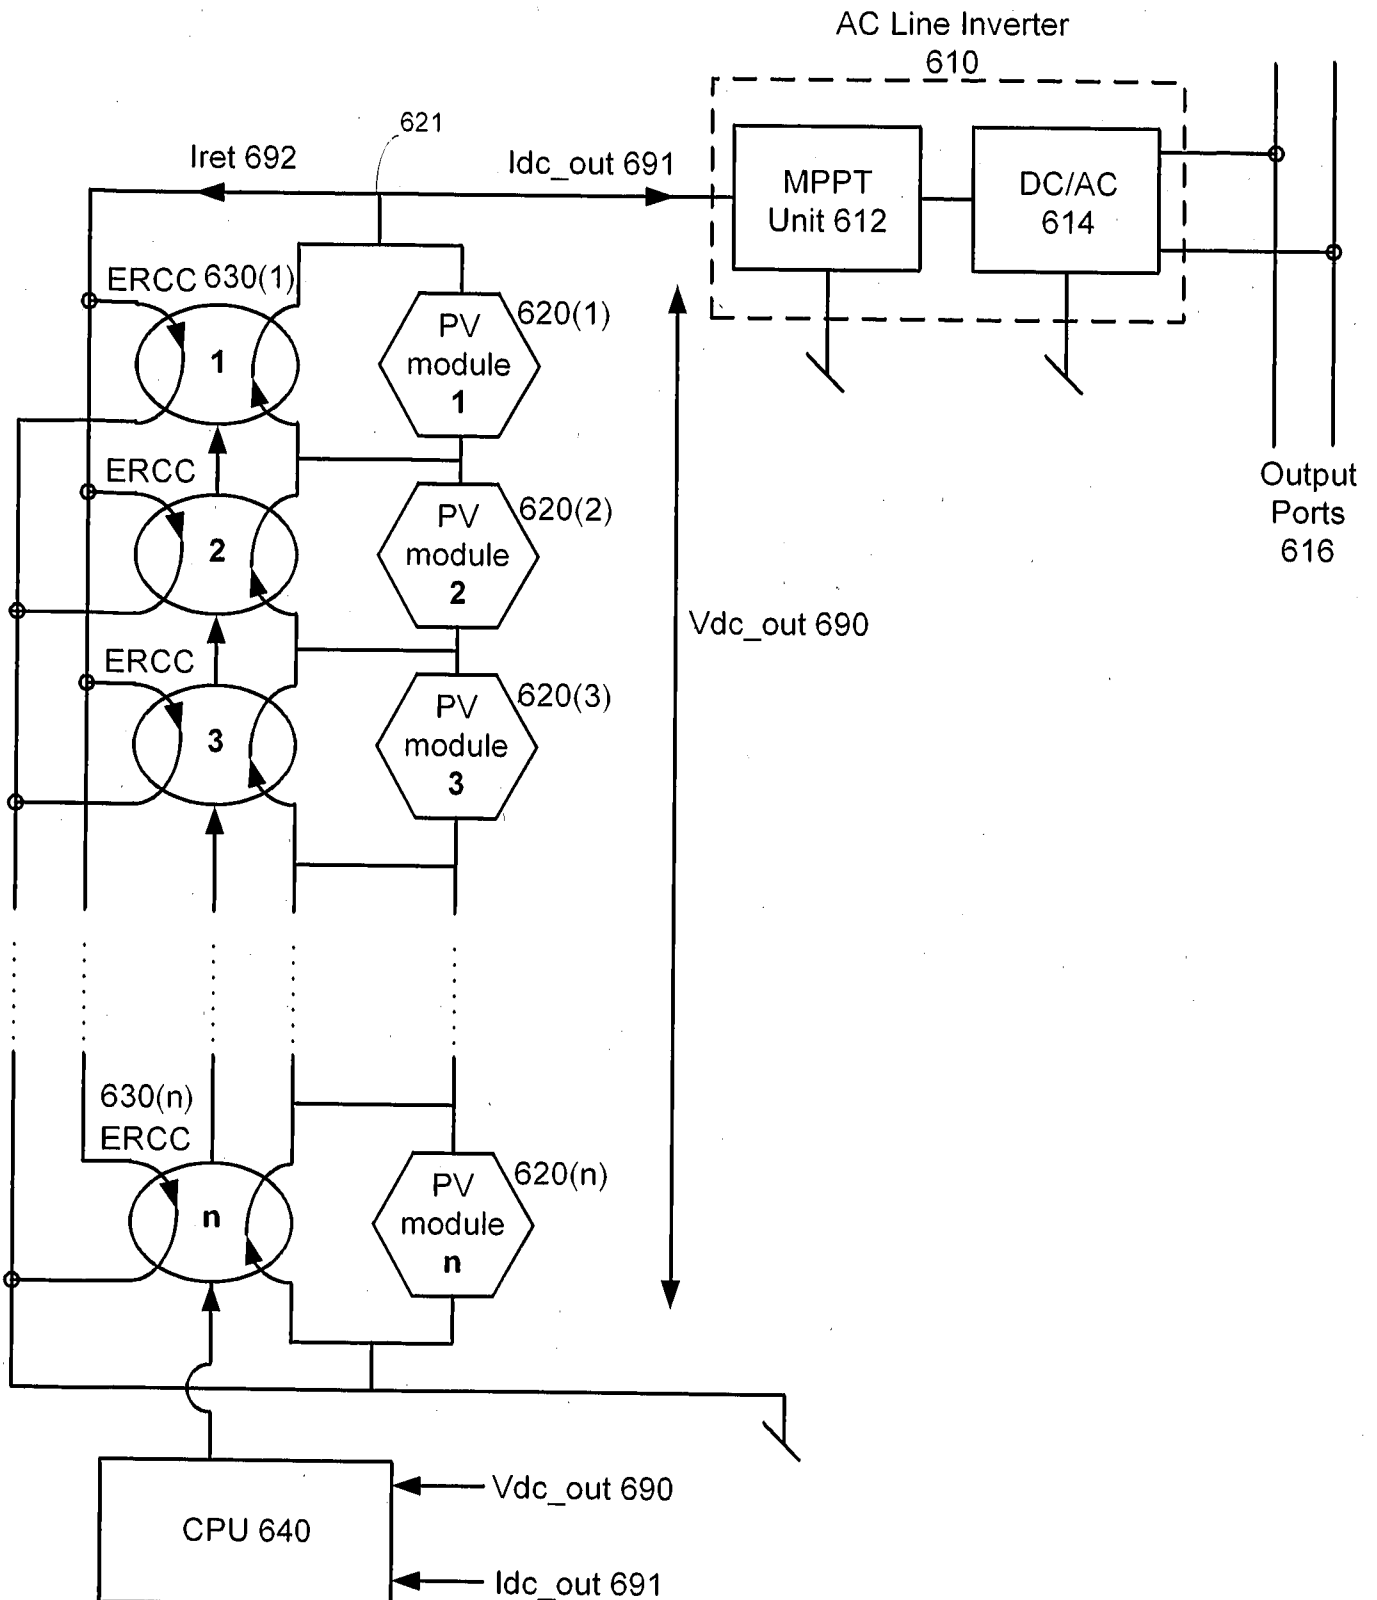 AC Line Inverter
610
621
Iret 692
Idc_out 691
MPPT
Unit 612
DC/AC
614
ERCC 630(1)
1
PV
module
1
620(1)
ERCC
2
PV
module
2
620(2)
Output
Ports
616
Vdc_out 690
ERCC
3
PV
module
3
620(3)
630(n)
ERCC
n
PV
module
n
620(n)
CPU 640
Vdc_out 690
Idc_out 691